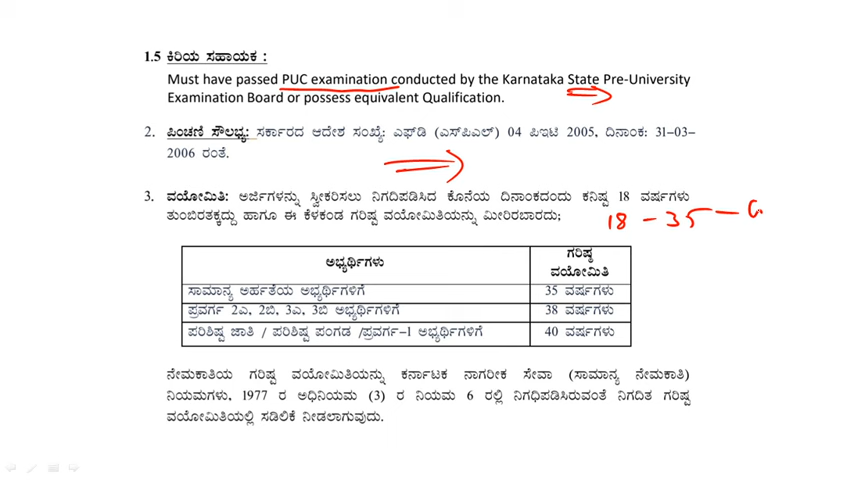 1.5 ಕಿರಿಯ ಸಹಾಯಕ :
Must have passed PUC examination conducted by the Karnataka State Pre-University
Examination Board or possess equivalent Qualification.
2. ಪಿಂಚಣಿ ಸೌಲಭ್ಯ: ಸರ್ಕಾರದ ಆದೇಶ ಸಂಖ್ಯೆ: ಎಫ್‌ಡಿ (ಎಸ್‌ಪಿಎಲ್) 04 ಪಿಇಟಿ 2005, ದಿನಾಂಕ: 31-03-
2006 ರಂತೆ.
3. ವಯೋಮಿತಿ: ಅರ್ಜಿಗಳನ್ನು ಸ್ವೀಕರಿಸಲು ನಿಗದಿಪಡಿಸಿದ ಕೊನೆಯ ದಿನಾಂಕದಂದು ಕನಿಷ್ಠ 18 ವರ್ಷಗಳು
ತುಂಬಿರತಕ್ಕದ್ದು ಹಾಗೂ ಈ ಕೆಳಕಂಡ ಗರಿಷ್ಠ ವಯೋಮಿತಿಯನ್ನು ಮೀರಿರಬಾರದು;
18 - 35 -
ಅಭ್ಯರ್ಥಿಗಳು ಗರಿಷ್ಠ ವಯೋಮಿತಿ
ಸಾಮಾನ್ಯ ಅರ್ಹತೆಯ ಅಭ್ಯರ್ಥಿಗಳಿಗೆ 35 ವರ್ಷಗಳು
ಪ್ರವರ್ಗ 2ಎ, 2ಬಿ, 3ಎ, 3ಬಿ ಅಭ್ಯರ್ಥಿಗಳಿಗೆ 38 ವರ್ಷಗಳು
ಪರಿಶಿಷ್ಟ ಜಾತಿ / ಪರಿಶಿಷ್ಟ ಪಂಗಡ /ಪ್ರವರ್ಗ-1 ಅಭ್ಯರ್ಥಿಗಳಿಗೆ 40 ವರ್ಷಗಳು
ನೇಮಕಾತಿಯ ಗರಿಷ್ಠ ವಯೋಮಿತಿಯನ್ನು ಕರ್ನಾಟಕ ನಾಗರೀಕ ಸೇವಾ (ಸಾಮಾನ್ಯ ನೇಮಕಾತಿ)
ನಿಯಮಗಳು, 1977 ರ ಅಧಿನಿಯಮ (3) ರ ನಿಯಮ 6 ರಲ್ಲಿ ನಿಗಧಿಪಡಿಸಿರುವಂತೆ ನಿಗದಿತ ಗರಿಷ್ಠ
ವಯೋಮಿತಿಯಲ್ಲಿ ಸಡಿಲಿಕೆ ನೀಡಲಾಗುವುದು.